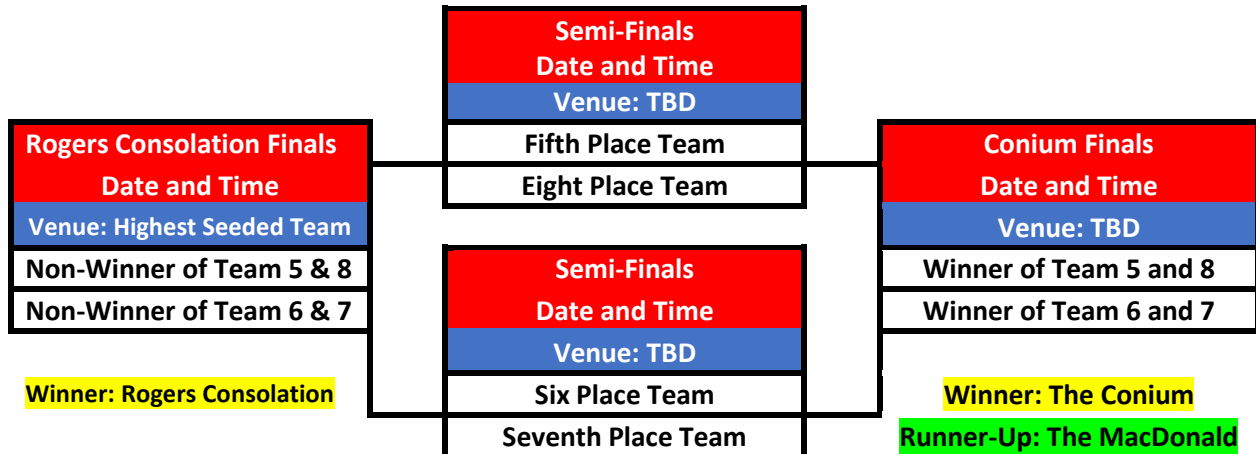 Semi-Finals
Date and Time
Venue: TBD
Fifth Place Team
Eight Place Team
Rogers Consolation Finals
Date and Time
Venue: Highest Seeded Team
Non-Winner of Team 5 & 8
Non-Winner of Team 6 & 7
Winner: Rogers Consolation
Semi-Finals
Date and Time
Venue: TBD
Six Place Team
Seventh Place Team
Conium Finals
Date and Time
Venue: TBD
Winner of Team 5 and 8
Winner of Team 6 and 7
Winner: The Conium
Runner-Up: The MacDonald